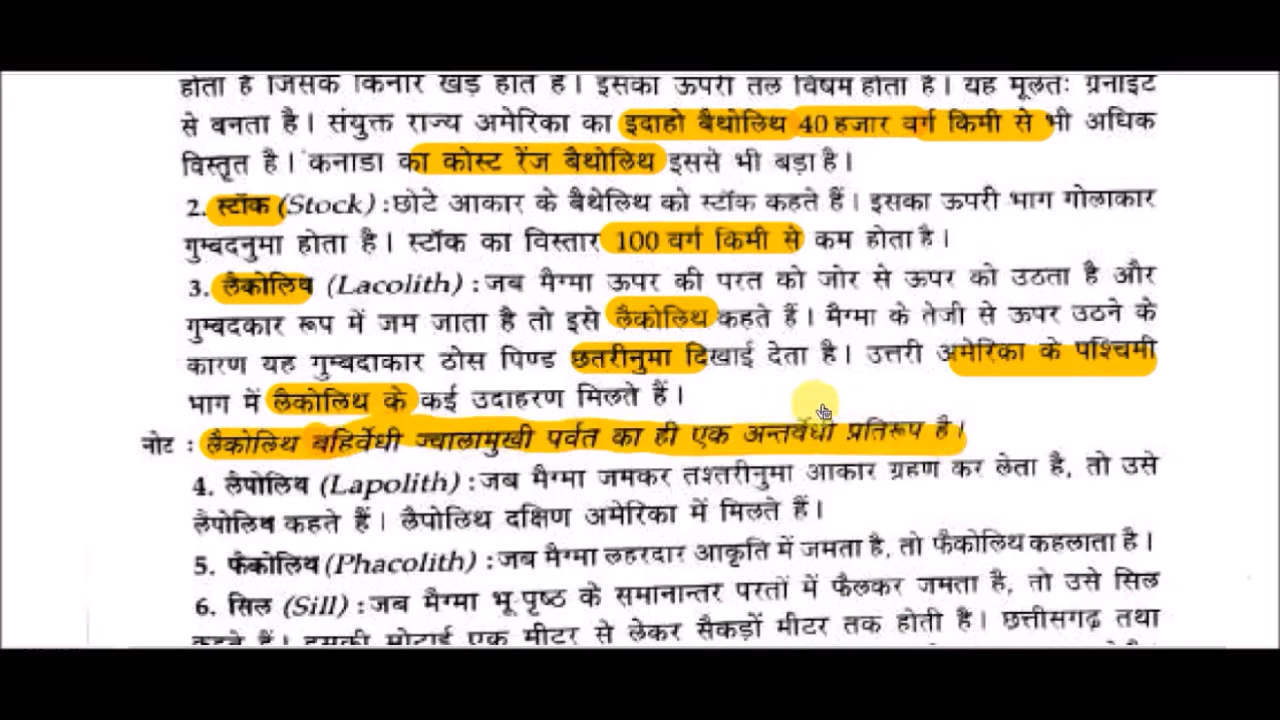 होता है जिसके किनारे खड़े होते हैं। इसका ऊपरी तल विषम होता है। यह मूलतः ग्रेनाइट
से बनता है। संयुक्त राज्य अमेरिका का इदाहो बैथोलिथ 40 हजार वर्ग किमी से भी अधिक
विस्तृत है। कनाडा का कोस्ट रेंज बैथोलिथ इससे भी बड़ा है।
2. स्टॉक (Stock) : छोटे आकार के बैथेलिथ को स्टॉक कहते हैं। इसका ऊपरी भाग गोलाकार
गुम्बदनुमा होता है। स्टॉक का विस्तार 100 वर्ग किमी से कम होता है।
3. लैकोलिथ (Lacolith) : जब मैग्मा ऊपर की परत को जोर से ऊपर को उठता है और
गुम्बदकार रूप में जम जाता है तो इसे लैकोलिथ कहते हैं। मैग्मा के तेजी से ऊपर उठने के
कारण यह गुम्बदाकार ठोस पिण्ड छतरीनुमा दिखाई देता है। उत्तरी अमेरिका के पश्चिमी
भाग में लैकोलिथ के कई उदाहरण मिलते हैं।
नोट : लैकोलिथ बहिर्वेधी ज्वालामुखी पर्वत का ही एक अन्तर्वेधी प्रतिरूप है।
4. लैपोलिथ (Lapolith) : जब मैग्मा जमकर तश्तरीनुमा आकार ग्रहण कर लेता है, तो उसे
लैपोलिथ कहते हैं। लैपोलिथ दक्षिण अमेरिका में मिलते हैं।
5. फैकोलिथ (Phacolith) : जब मैग्मा लहरदार आकृति में जमता है, तो फैकोलिथ कहलाता है।
6. सिल (Sill) : जब मैग्मा भू-पृष्ठ के समानान्तर परतों में फैलकर जमता है, तो उसे सिल
कहते हैं। इसकी मोटाई एक मीटर से लेकर सैकड़ों मीटर तक होती है। छत्तीसगढ़ तथा